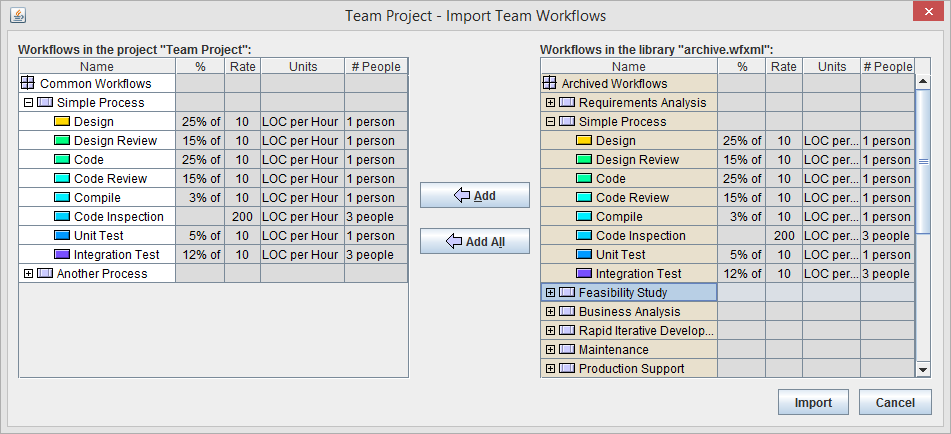 Team Project - Import Team Workflows
Workflows in the project "Team Project":
Name % Rate Units # People
Common Workflows
Simple Process
Design 25% of 10 LOC per Hour 1 person
Design Review 15% of 10 LOC per Hour 1 person
Code 25% of 10 LOC per Hour 1 person
Code Review 15% of 10 LOC per Hour 1 person
Compile 3% of 10 LOC per Hour 1 person
Code Inspection 200 LOC per Hour 3 people
Unit Test 5% of 10 LOC per Hour 1 person
Integration Test 12% of 10 LOC per Hour 3 people
Another Process
Add
Add All
Workflows in the library "archive.wfxml":
Name % Rate Units # People
Archived Workflows
Requirements Analysis
Simple Process
Design 25% of 10 LOC per... 1 person
Design Review 15% of 10 LOC per... 1 person
Code 25% of 10 LOC per... 1 person
Code Review 15% of 10 LOC per... 1 person
Compile 3% of 10 LOC per... 1 person
Code Inspection 200 LOC per... 3 people
Unit Test 5% of 10 LOC per... 1 person
Integration Test 12% of 10 LOC per... 3 people
Feasibility Study
Business Analysis
Rapid Iterative Develop...
Maintenance
Production Support
Import Cancel